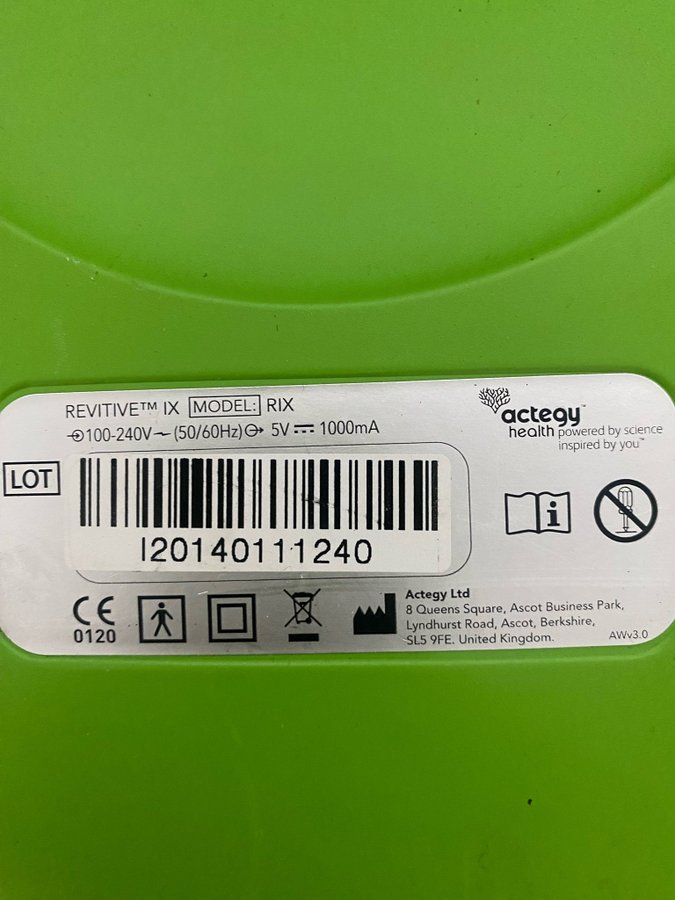 REVITIVE™ IX MODEL: RIX
100-240V ~ (50/60Hz) 5V ⎓ 1000mA
actegy™
health powered by science
inspired by you™
LOT
I20140111240
CE
0120
Actegy Ltd
8 Queens Square, Ascot Business Park,
Lyndhurst Road, Ascot, Berkshire,
SL5 9FE. United Kingdom.
AWv3.0